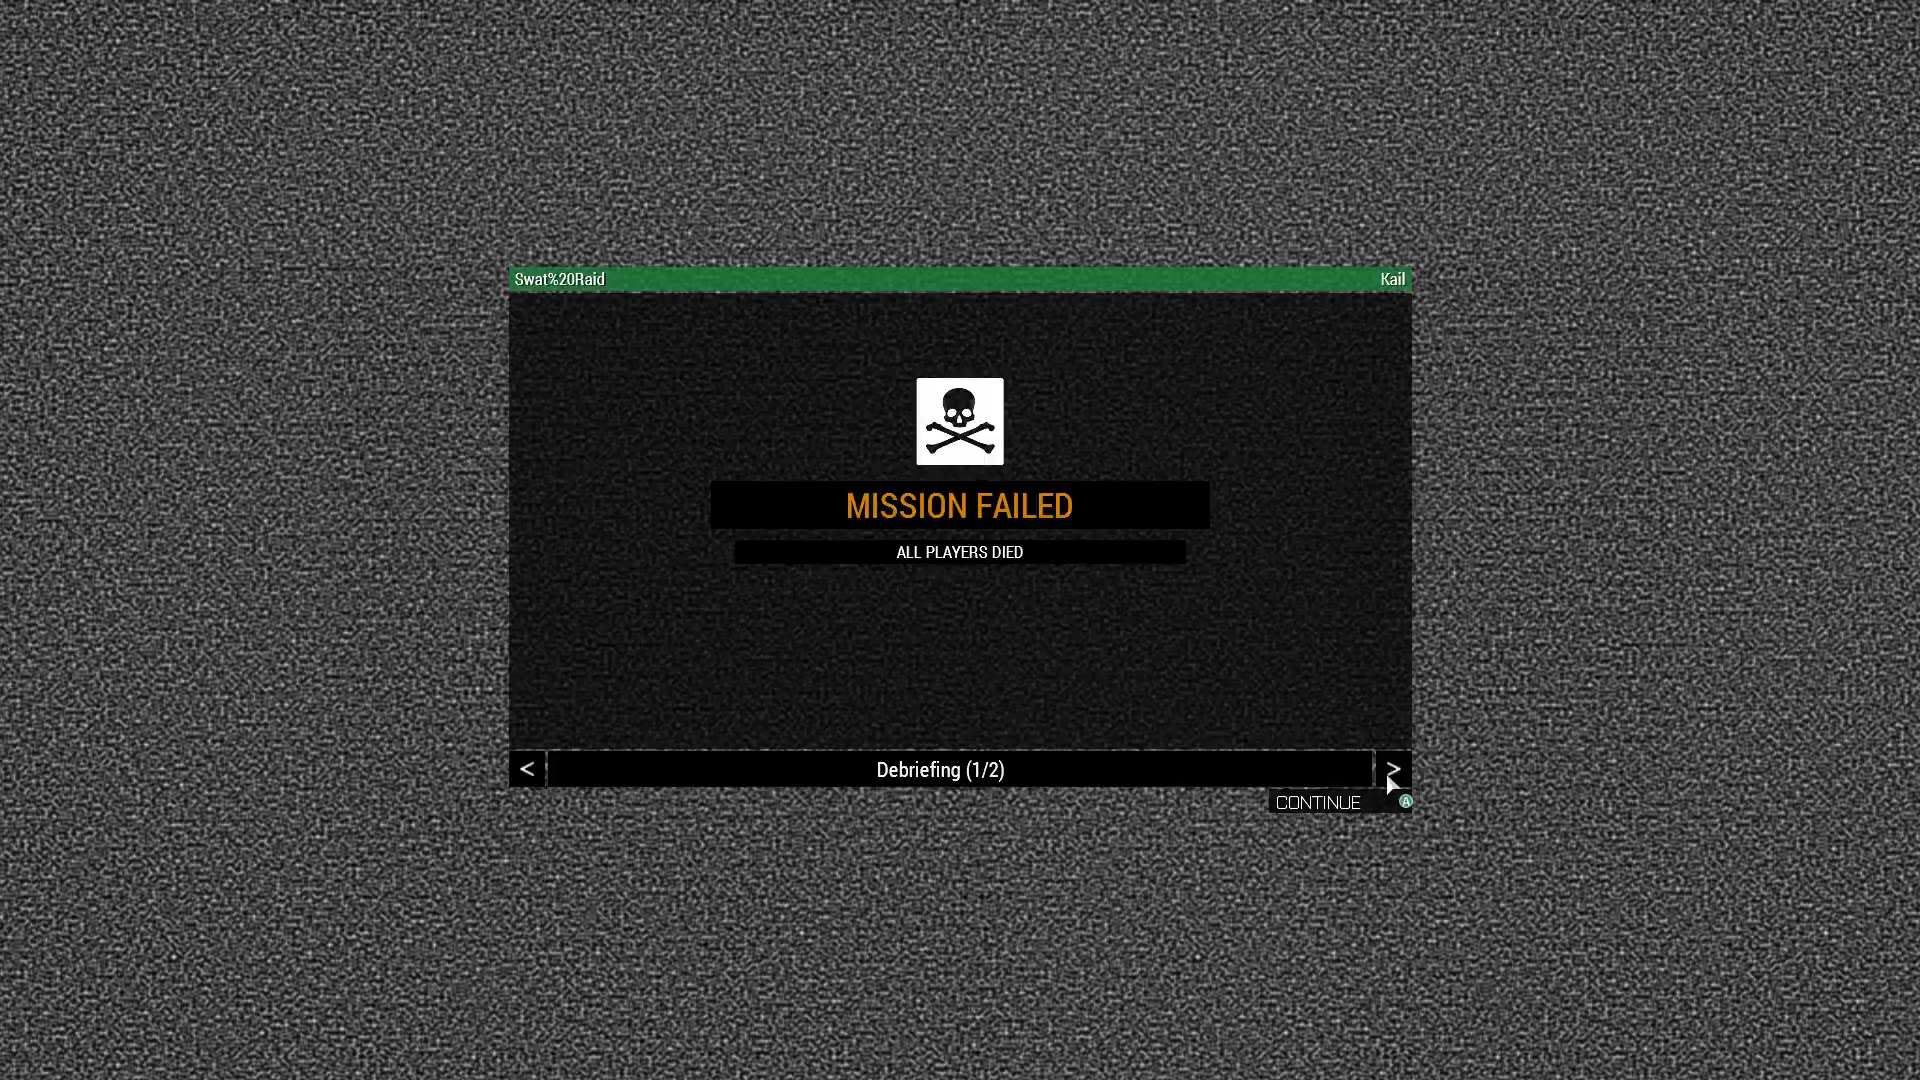 Swat%20Raid
Kail
MISSION FAILED
ALL PLAYERS DIED
<
Debriefing (1/2)
>
CONTINUE
A